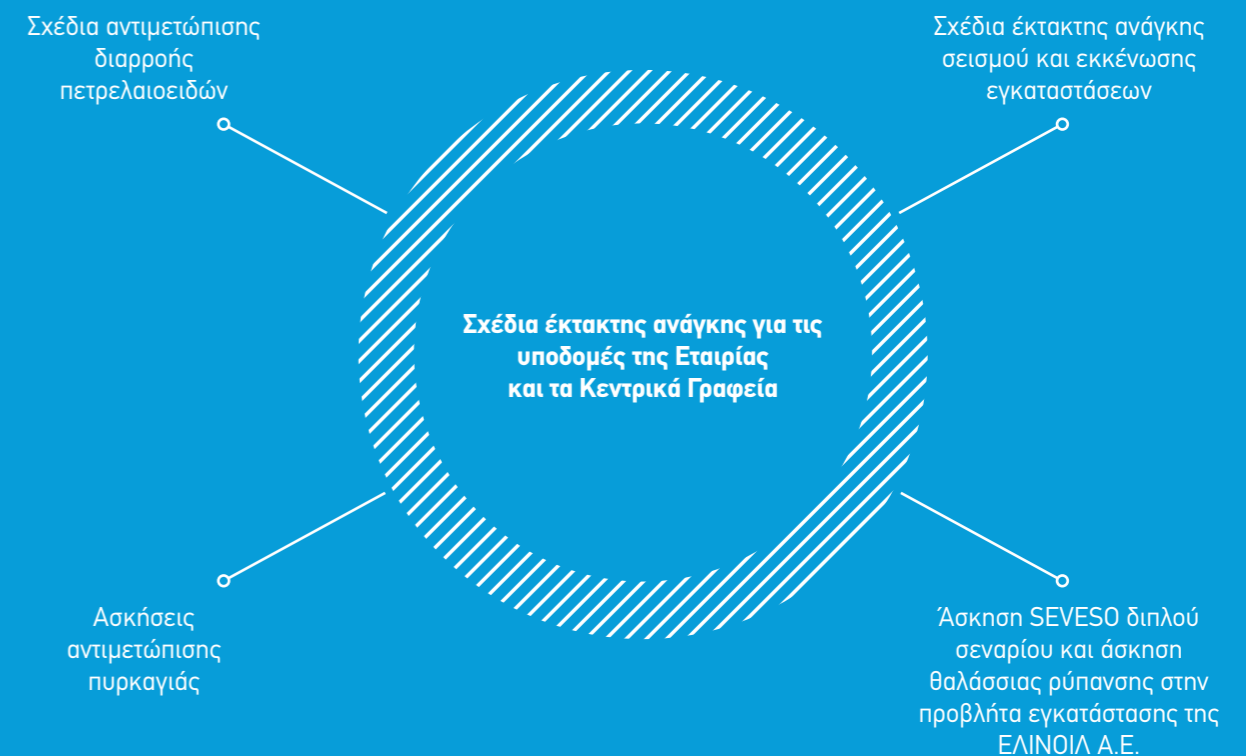 Σχέδια αντιμετώπισης
διαρροής
πετρελαιοειδών
Σχέδια έκτακτης ανάγκης
σεισμού και εκκένωσης
εγκαταστάσεων
Σχέδια έκτακτης ανάγκης για τις
υποδομές της Εταιρίας
και τα Κεντρικά Γραφεία
Ασκήσεις
αντιμετώπισης
πυρκαγιάς
Άσκηση SEVESO διπλού
σεναρίου και άσκηση
θαλάσσιας ρύπανσης στην
προβλήτα εγκατάστασης της
ΕΛΙΝΟΙΛ Α.Ε.